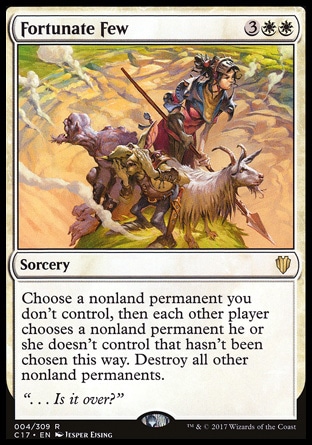 Fortunate Few 3
Sorcery
Choose a nonland permanent you
don't control, then each other player
chooses a nonland permanent he or
she doesn't control that hasn't been
chosen this way. Destroy all other
nonland permanents.
". . . Is it over?"
004/309 R
C17 • EN Jesper Ejsing
™ & © 2017 Wizards of the Coast